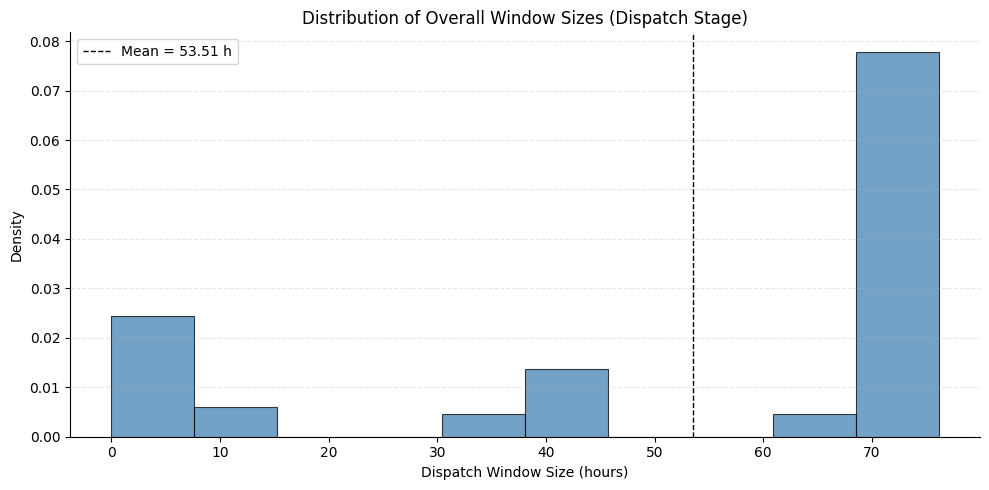 Distribution of Overall Window Sizes (Dispatch Stage)
Mean = 53.51 h
0.08
0.07
0.06
0.05
0.04
0.03
0.02
0.01
0.00
Density
0 10 20 30 40 50 60 70
Dispatch Window Size (hours)